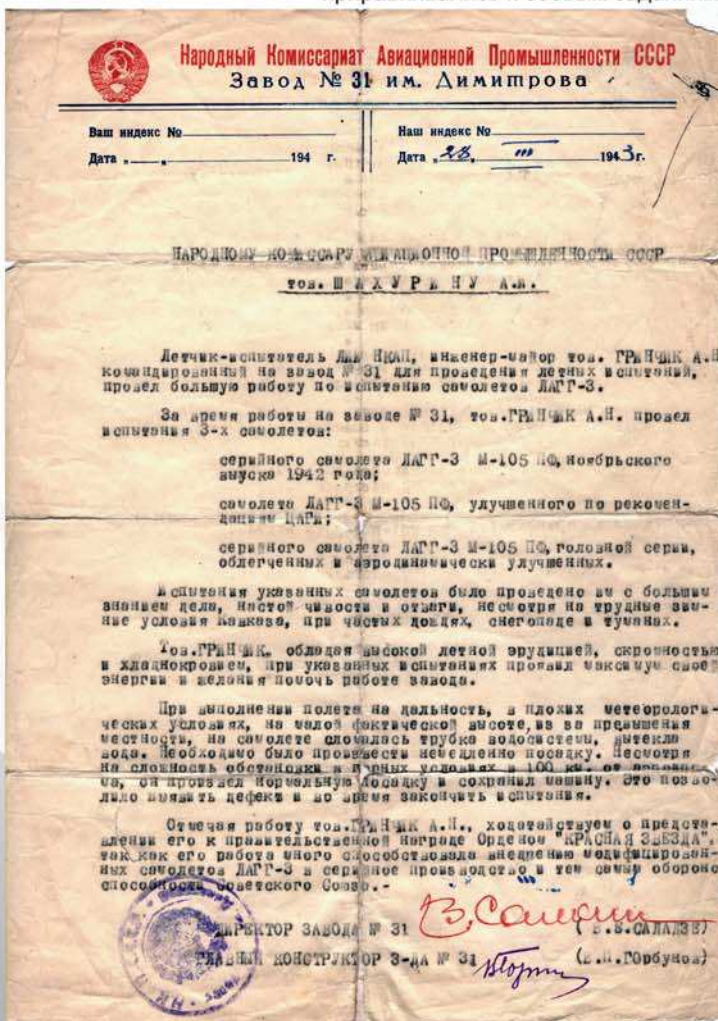 Народный Комиссариат Авиационной Промышленности СССР
Завод № 31 им. Димитрова
Ваш индекс №
Дата „ „ 194 г.
Наш индекс №
Дата „28„ III 1943г.
НАРОДНОМУ КОМИССАРУ АВИАЦИОННОЙ ПРОМЫШЛЕННОСТИ СССР
тов. Ш А Х У Р И Н У А.И.
Летчик-испытатель ЛИИ НКАП, инженер-майор тов. ГРИНЧИК А.Н
командированный на завод № 31 для проведения летных испытаний,
провел большую работу по испытанию самолетов ЛАГГ-3.
За время работы на заводе № 31, тов.ГРИНЧИК А.Н. провел
испытания 3-х самолетов:
серийного самолета ЛАГГ-3 М-105 ПФ, ноябрьского
выпуска 1942 года;
самолета ЛАГГ-3 М-105 ПФ, улучшенного по рекомен-
дациям ЦАГИ;
серийного самолета ЛАГГ-3 М-105 ПФ, головной серии,
облегченных и аэродинамически улучшенных.
Испытания указанных самолетов было проведено им с большим
знанием дела, настойчивости и отваги, несмотря на трудные зим-
ние условия Кавказа, при частых дождях, снегопаде и туманах.
Тов.ГРИНЧИК, обладая высокой летной эрудицией, скромностью
и хладнокровием, при указанных испытаниях проявил максимум своей
энергии и желания помочь работе завода.
При выполнении полета на дальность, в плохих метеорологи-
ческих условиях, на малой фактической высоте, из за превышения
местности, на самолете сломалась трубка водосистемы, вытекла
вода. Необходимо было произвести немедленно посадку. Несмотря
на сложность обстановки в горных условиях в 100 км. от аэродро-
ма, он произвел нормальную посадку и сохранил машину. Это позво-
лило выявить дефект и во время закончить испытания.
Отмечая работу тов.ГРИНЧИК А.Н., ходатайствуем о предста-
влении его к правительственной награде Орденом "КРАСНАЯ ЗВЕЗДА",
так как его работа много способствовала внедрению модифицирован-
ных самолетов ЛАГГ-3 в серийное производство и тем самым обороно
способности Советского Союза.-
ДИРЕКТОР ЗАВОДА № 31 (В.В.САЛАДЗЕ)
ГЛАВНЫЙ КОНСТРУКТОР З-ДА № 31 (В.П.Горбунов)